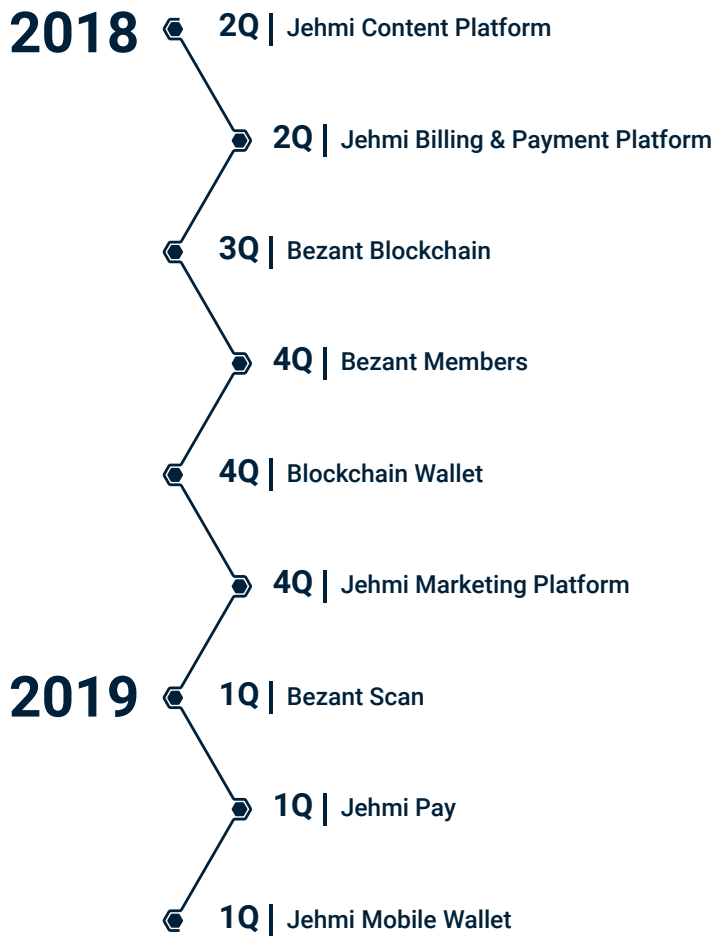 2018 2Q | Jehmi Content Platform
2Q | Jehmi Billing & Payment Platform
3Q | Bezant Blockchain
4Q | Bezant Members
4Q | Blockchain Wallet
4Q | Jehmi Marketing Platform
2019 1Q | Bezant Scan
1Q | Jehmi Pay
1Q | Jehmi Mobile Wallet